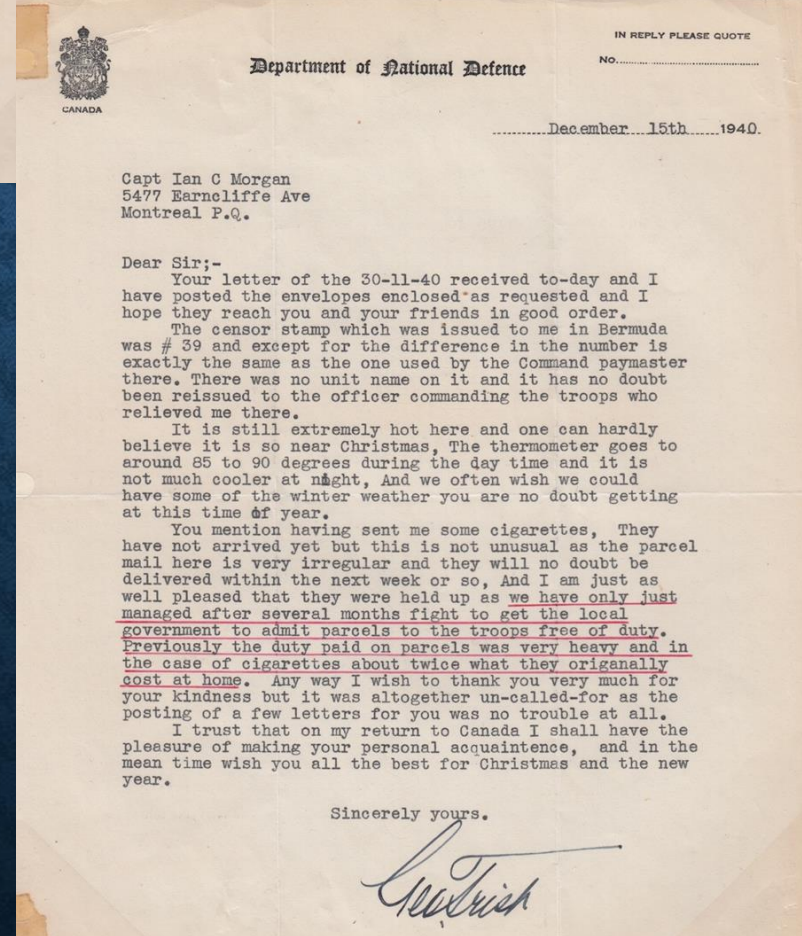 IN REPLY PLEASE QUOTE
No.
Department of National Defence
CANADA
December 15th 1940.
Capt Ian C Morgan
5477 Earncliffe Ave
Montreal P.Q.
Dear Sir;-
Your letter of the 30-11-40 received to-day and I
have posted the envelopes enclosed as requested and I
hope they reach you and your friends in good order.
The censor stamp which was issued to me in Bermuda
was # 39 and except for the difference in the number is
exactly the same as the one used by the Command paymaster
there. There was no unit name on it and it has no doubt
been reissued to the officer commanding the troops who
relieved me there.
It is still extremely hot here and one can hardly
believe it is so near Christmas, The thermometer goes to
around 85 to 90 degrees during the day time and it is
not much cooler at night, And we often wish we could
have some of the winter weather you are no doubt getting
at this time of year.
You mention having sent me some cigarettes, They
have not arrived yet but this is not unusual as the parcel
mail here is very irregular and they will no doubt be
delivered within the next week or so, And I am just as
well pleased that they were held up as we have only just
managed after several months fight to get the local
government to admit parcels to the troops free of duty.
Previously the duty paid on parcels was very heavy and in
the case of cigarettes about twice what they origanally
cost at home. Any way I wish to thank you very much for
your kindness but it was altogether un-called-for as the
posting of a few letters for you was no trouble at all.
I trust that on my return to Canada I shall have the
pleasure of making your personal acquaintence, and in the
mean time wish you all the best for Christmas and the new
year.
Sincerely yours.